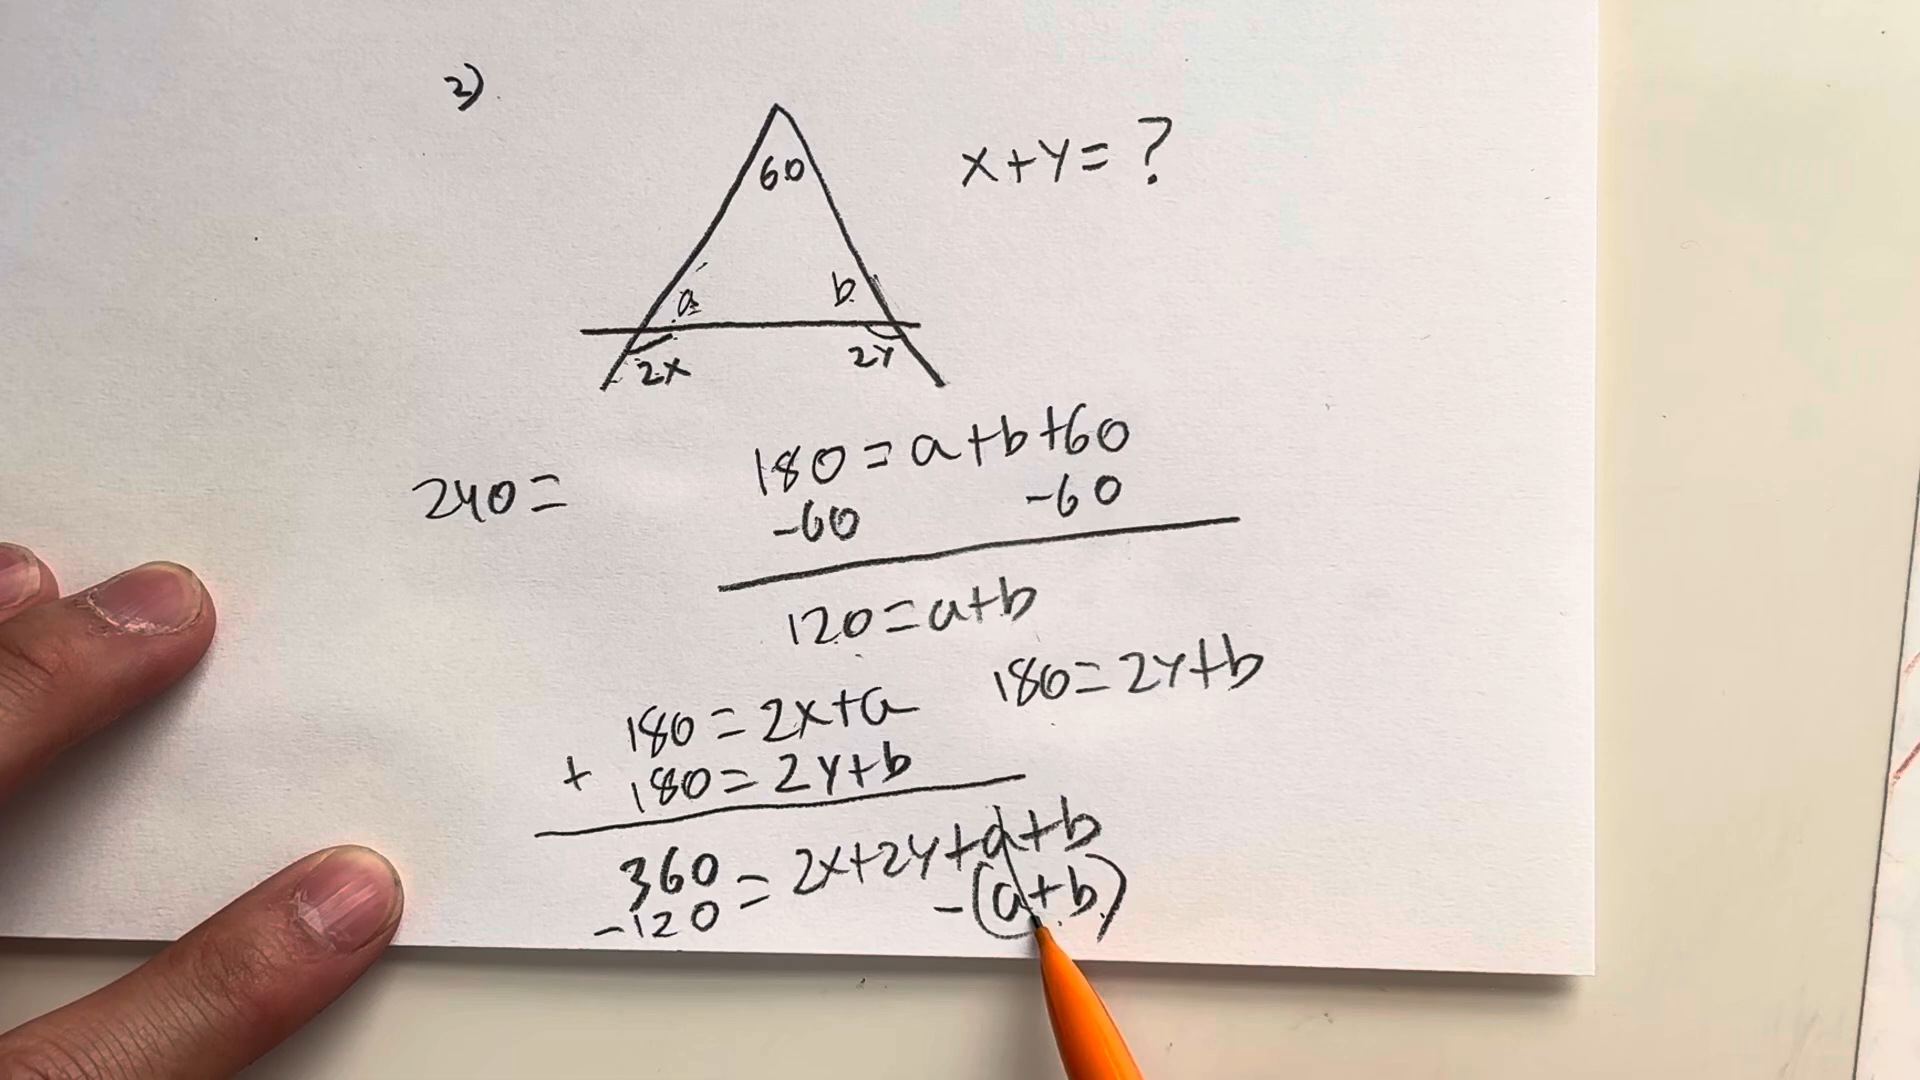 2)
60
x+y=?
a
b
2x
2y
180=a+b+60
-60 -60
240=
120=a+b
180=2y+b
180=2x+a
+ 180=2y+b
360=2x+2y+a+b
-120 -(a+b)